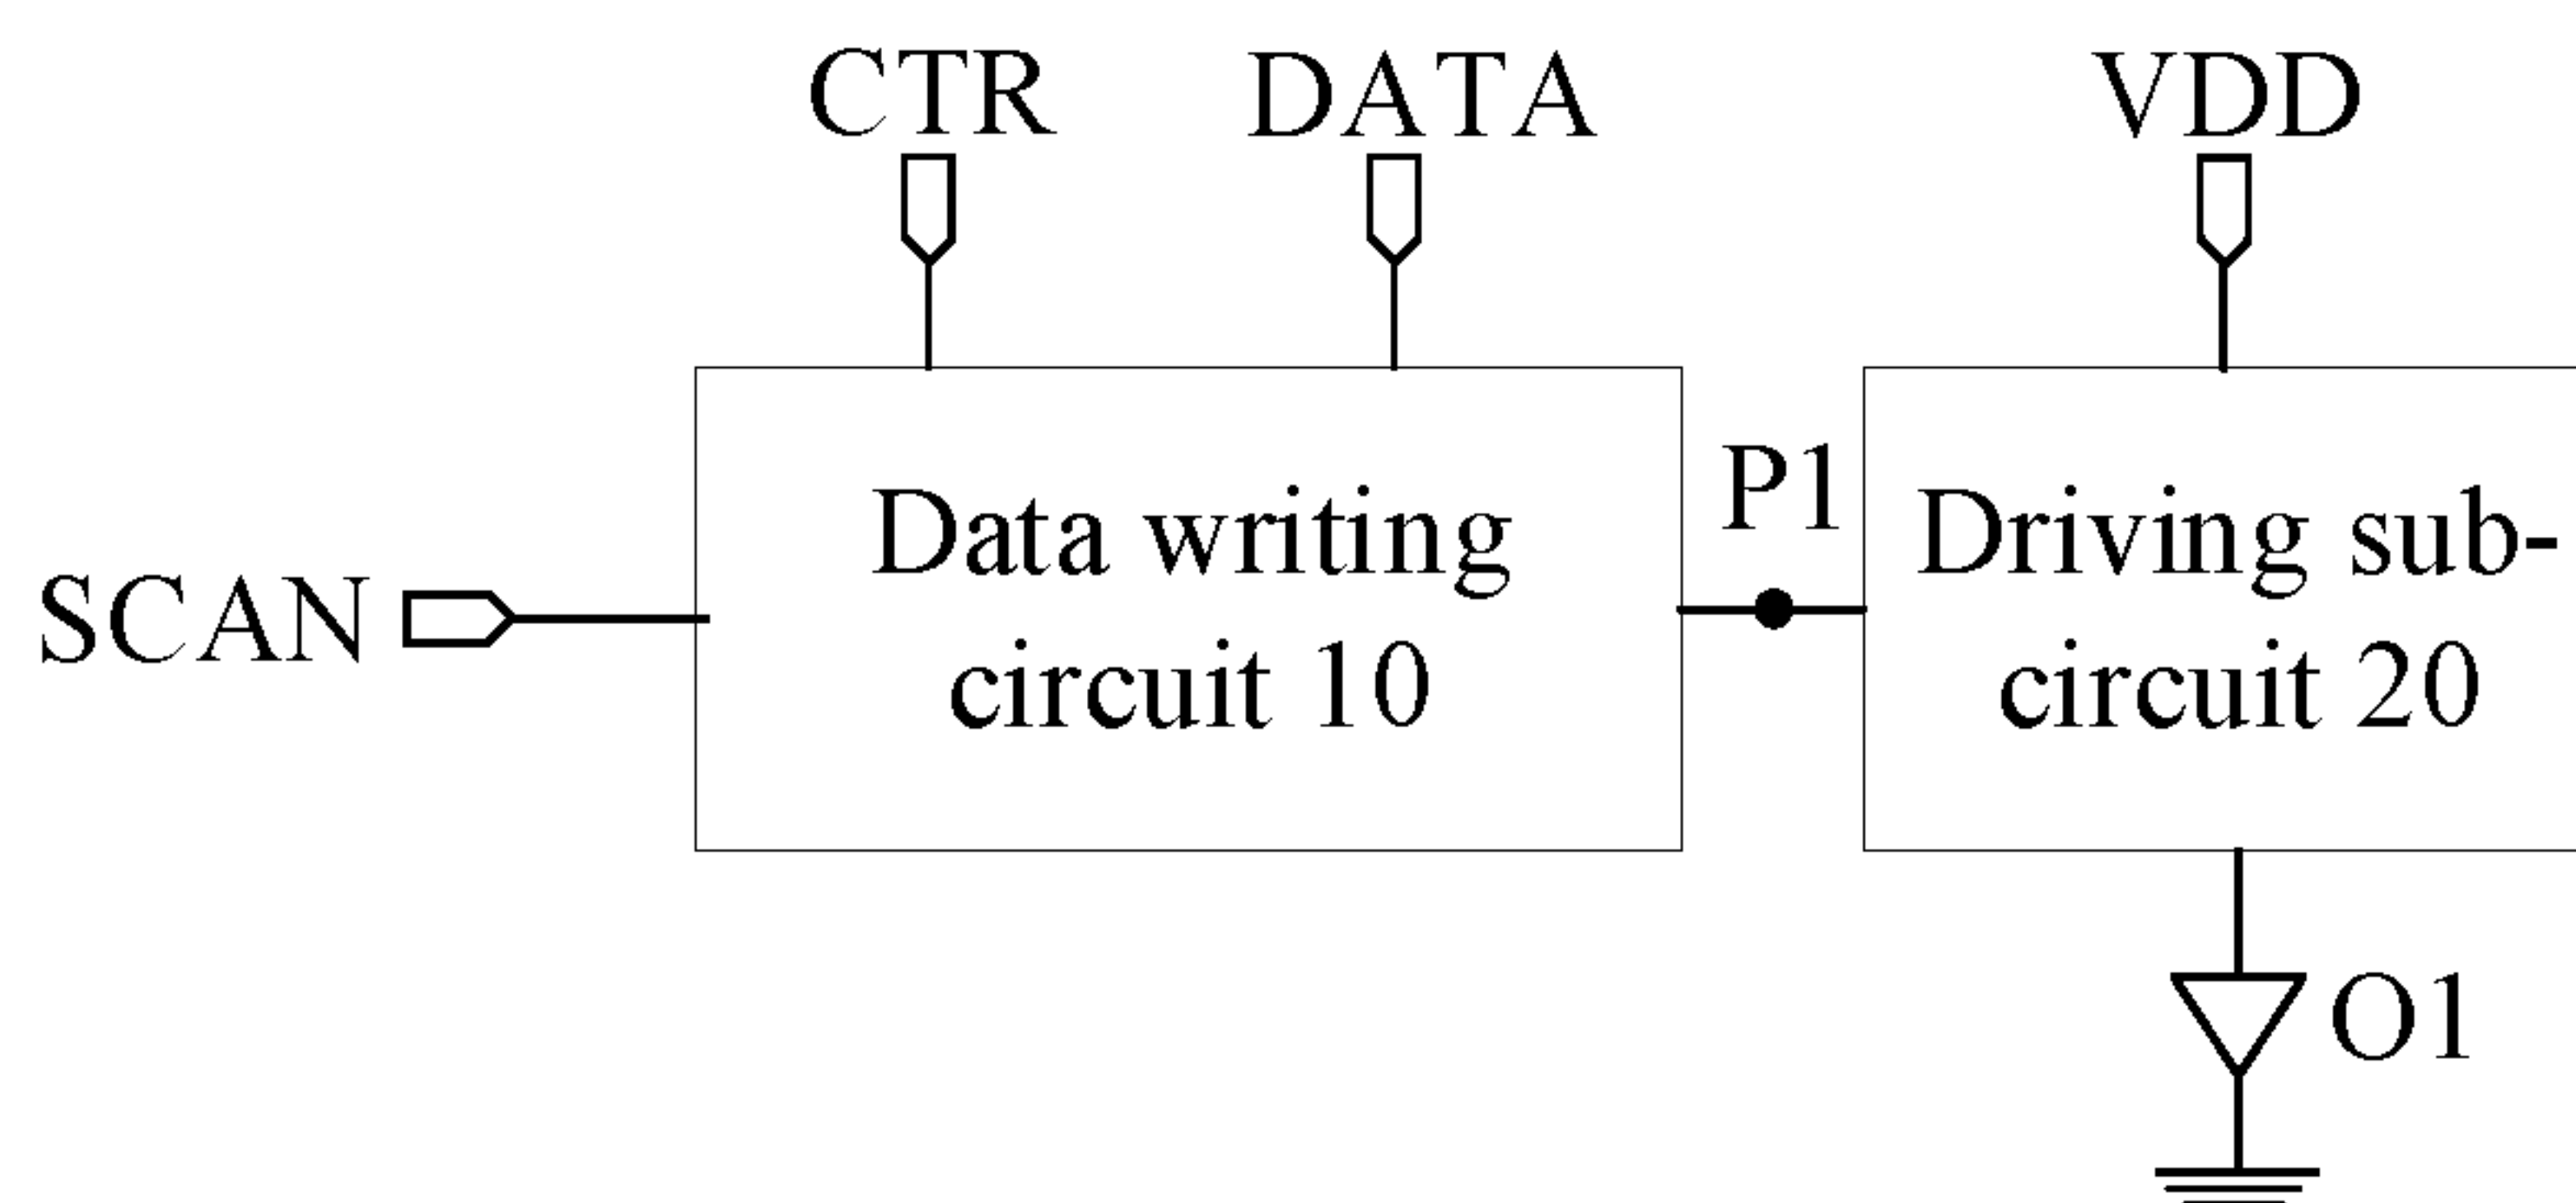 CTR
DATA
VDD
P1
Data writing
circuit 10
Driving sub-
circuit 20
SCAN
O1